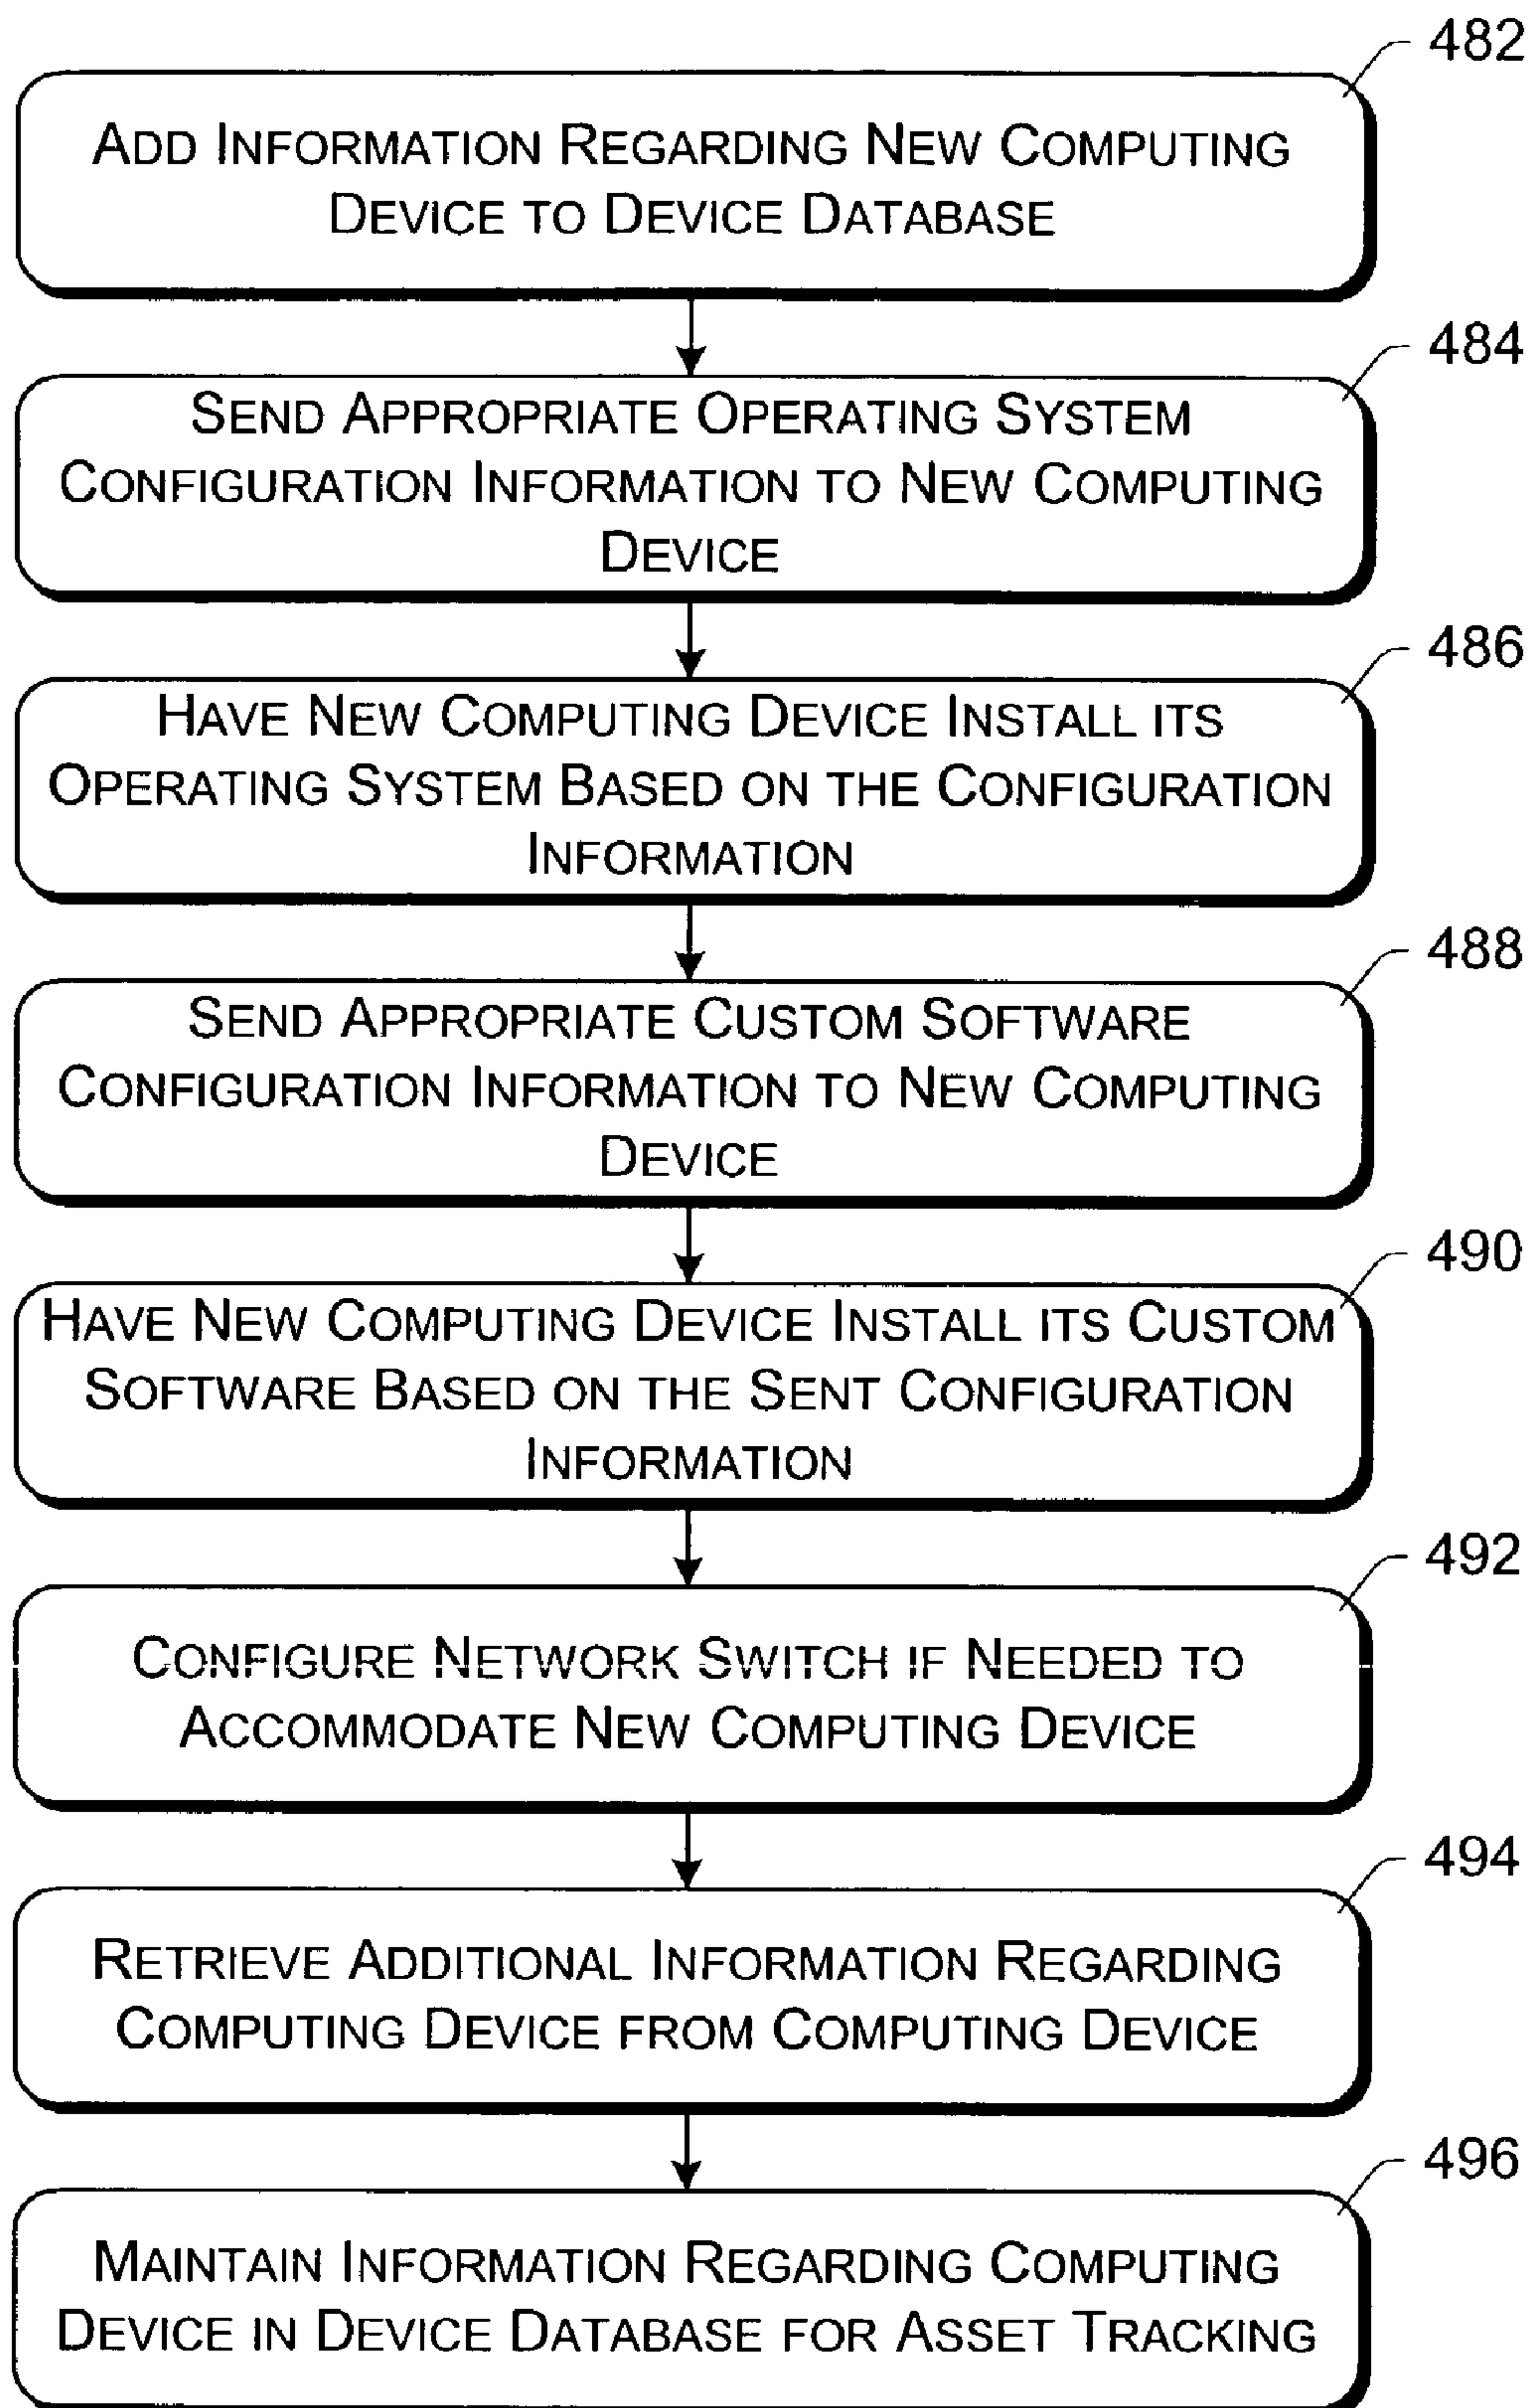 482
ADD INFORMATION REGARDING NEW COMPUTING
DEVICE TO DEVICE DATABASE
484
SEND APPROPRIATE OPERATING SYSTEM
CONFIGURATION INFORMATION TO NEW COMPUTING
DEVICE
486
HAVE NEW COMPUTING DEVICE INSTALL ITS
OPERATING SYSTEM BASED ON THE CONFIGURATION
INFORMATION
488
SEND APPROPRIATE CUSTOM SOFTWARE
CONFIGURATION INFORMATION TO NEW COMPUTING
DEVICE
490
HAVE NEW COMPUTING DEVICE INSTALL ITS CUSTOM
SOFTWARE BASED ON THE SENT CONFIGURATION
INFORMATION
492
CONFIGURE NETWORK SWITCH IF NEEDED TO
ACCOMMODATE NEW COMPUTING DEVICE
494
RETRIEVE ADDITIONAL INFORMATION REGARDING
COMPUTING DEVICE FROM COMPUTING DEVICE
496
MAINTAIN INFORMATION REGARDING COMPUTING
DEVICE IN DEVICE DATABASE FOR ASSET TRACKING